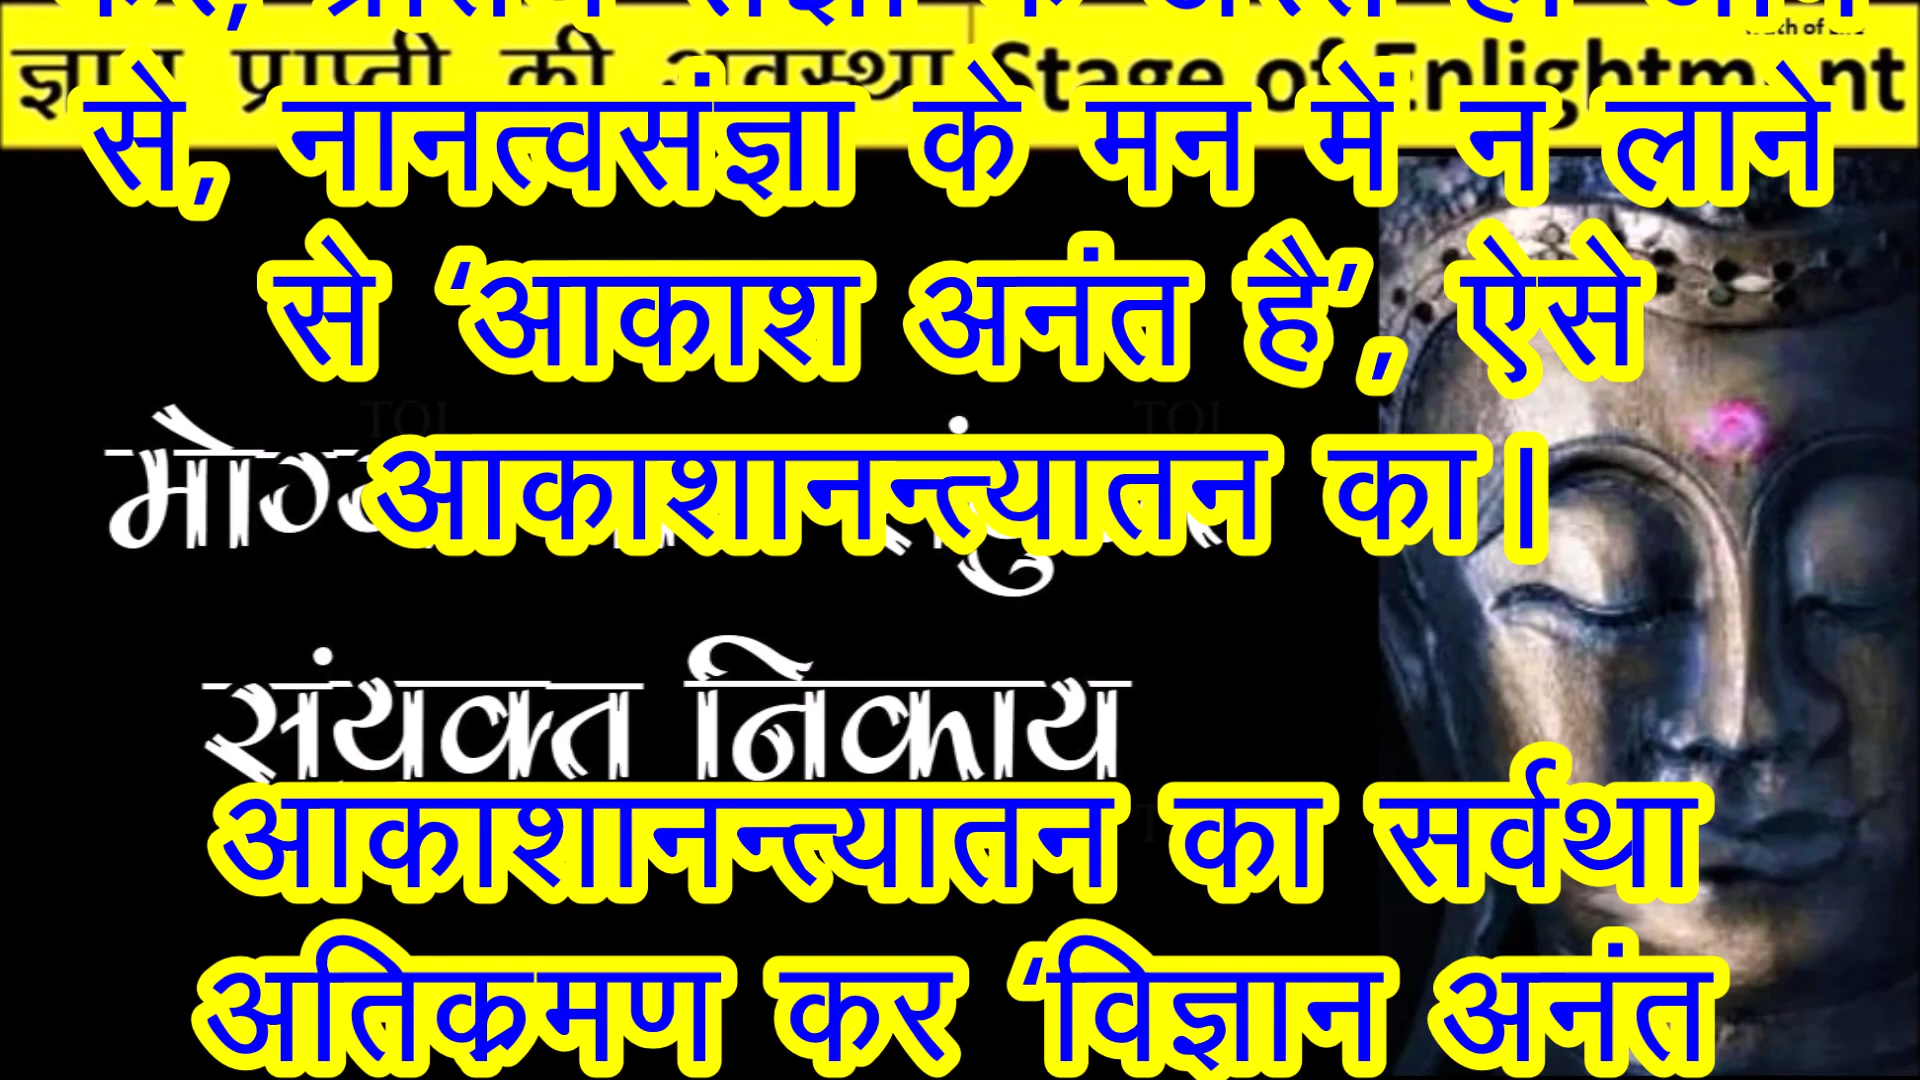 ज्ञान प्राप्ती की अवस्था Stage of Enlightment
से, नानत्वसंज्ञा के मन में न लाने
से ‘आकाश अनंत है’, ऐसे
आकाशानन्त्यातन का।
संयुक्त निकाय
आकाशानन्त्यातन का सर्वथा
अतिक्रमण कर ‘विज्ञान अनंत